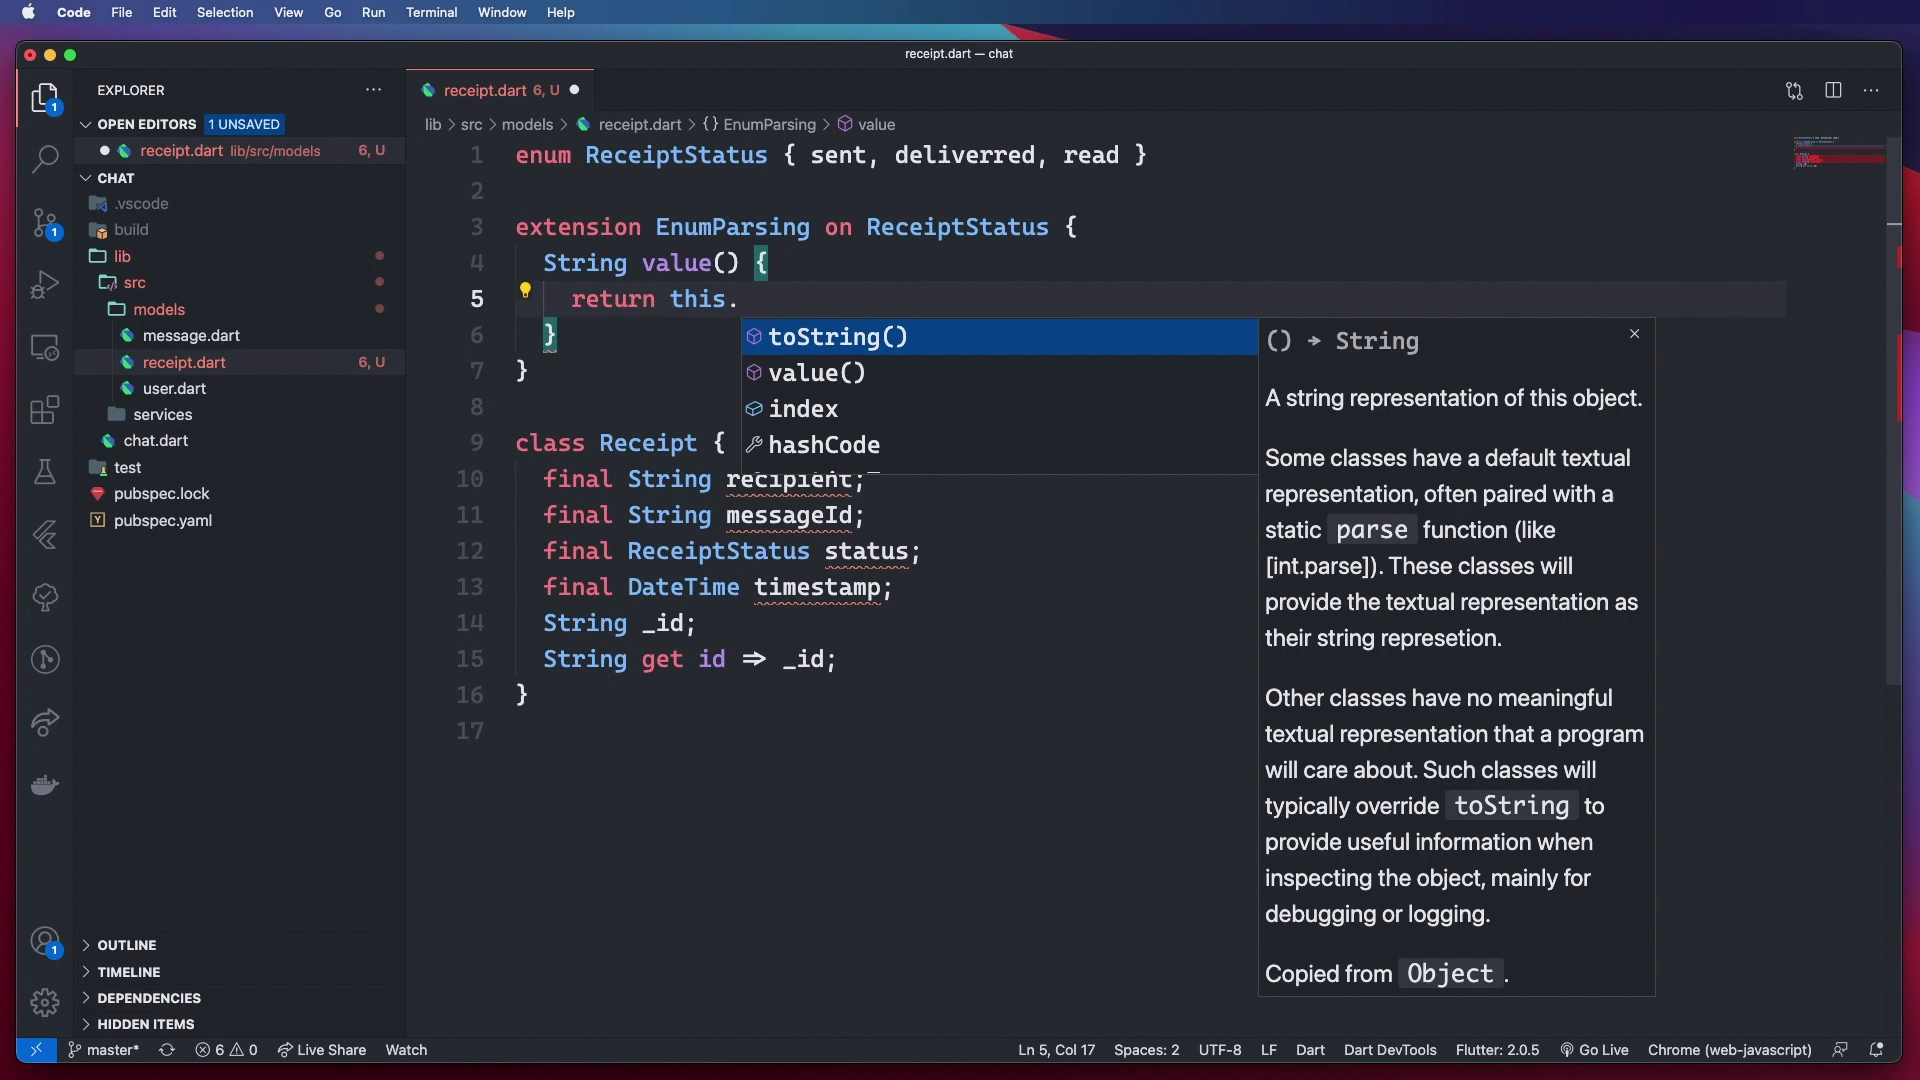 Code File Edit Selection View Go Run Terminal Window Help
receipt.dart — chat
EXPLORER
OPEN EDITORS 1 UNSAVED
receipt.dart lib/src/models 6, U
CHAT
.vscode
build
lib
src
models
message.dart
receipt.dart 6, U
user.dart
services
chat.dart
test
pubspec.lock
pubspec.yaml
OUTLINE
TIMELINE
DEPENDENCIES
HIDDEN ITEMS
1
1
1
receipt.dart 6, U
lib > src > models > receipt.dart > {} EnumParsing > value
1 enum ReceiptStatus { sent, deliverred, read }
2
3 extension EnumParsing on ReceiptStatus {
4 String value() {
5 return this.
6 }
7 }
8
9 class Receipt {
10 final String recipient;
11 final String messageId;
12 final ReceiptStatus status;
13 final DateTime timestamp;
14 String _id;
15 String get id => _id;
16 }
17
toString()
value()
index
hashCode
() → String
A string representation of this object.
Some classes have a default textual
representation, often paired with a
static parse function (like
[int.parse]). These classes will
provide the textual representation as
their string represetion.
Other classes have no meaningful
textual representation that a program
will care about. Such classes will
typically override toString to
provide useful information when
inspecting the object, mainly for
debugging or logging.
Copied from Object.
master* 6 0 Live Share Watch Ln 5, Col 17 Spaces: 2 UTF-8 LF Dart Dart DevTools Flutter: 2.0.5 Go Live Chrome (web-javascript)